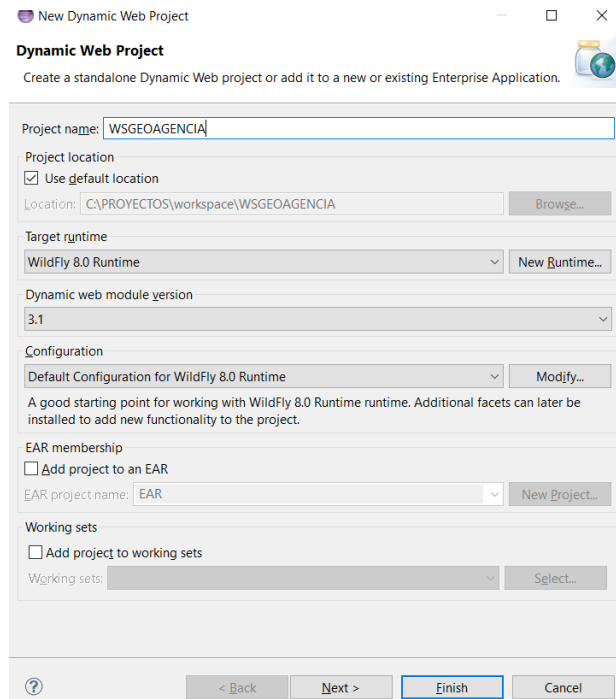 New Dynamic Web Project
Dynamic Web Project
Create a standalone Dynamic Web project or add it to a new or existing Enterprise Application.
Project name: WSGEOAGENCIA
Project location
Use default location
Location: C:\PROYECTOS\workspace\WSGEOAGENCIA Browse...
Target runtime
WildFly 8.0 Runtime New Runtime...
Dynamic web module version
3.1
Configuration
Default Configuration for WildFly 8.0 Runtime Modify...
A good starting point for working with WildFly 8.0 Runtime runtime. Additional facets can later be
installed to add new functionality to the project.
EAR membership
Add project to an EAR
EAR project name: EAR New Project...
Working sets
Add project to working sets
Working sets: Select...
? < Back Next > Finish Cancel